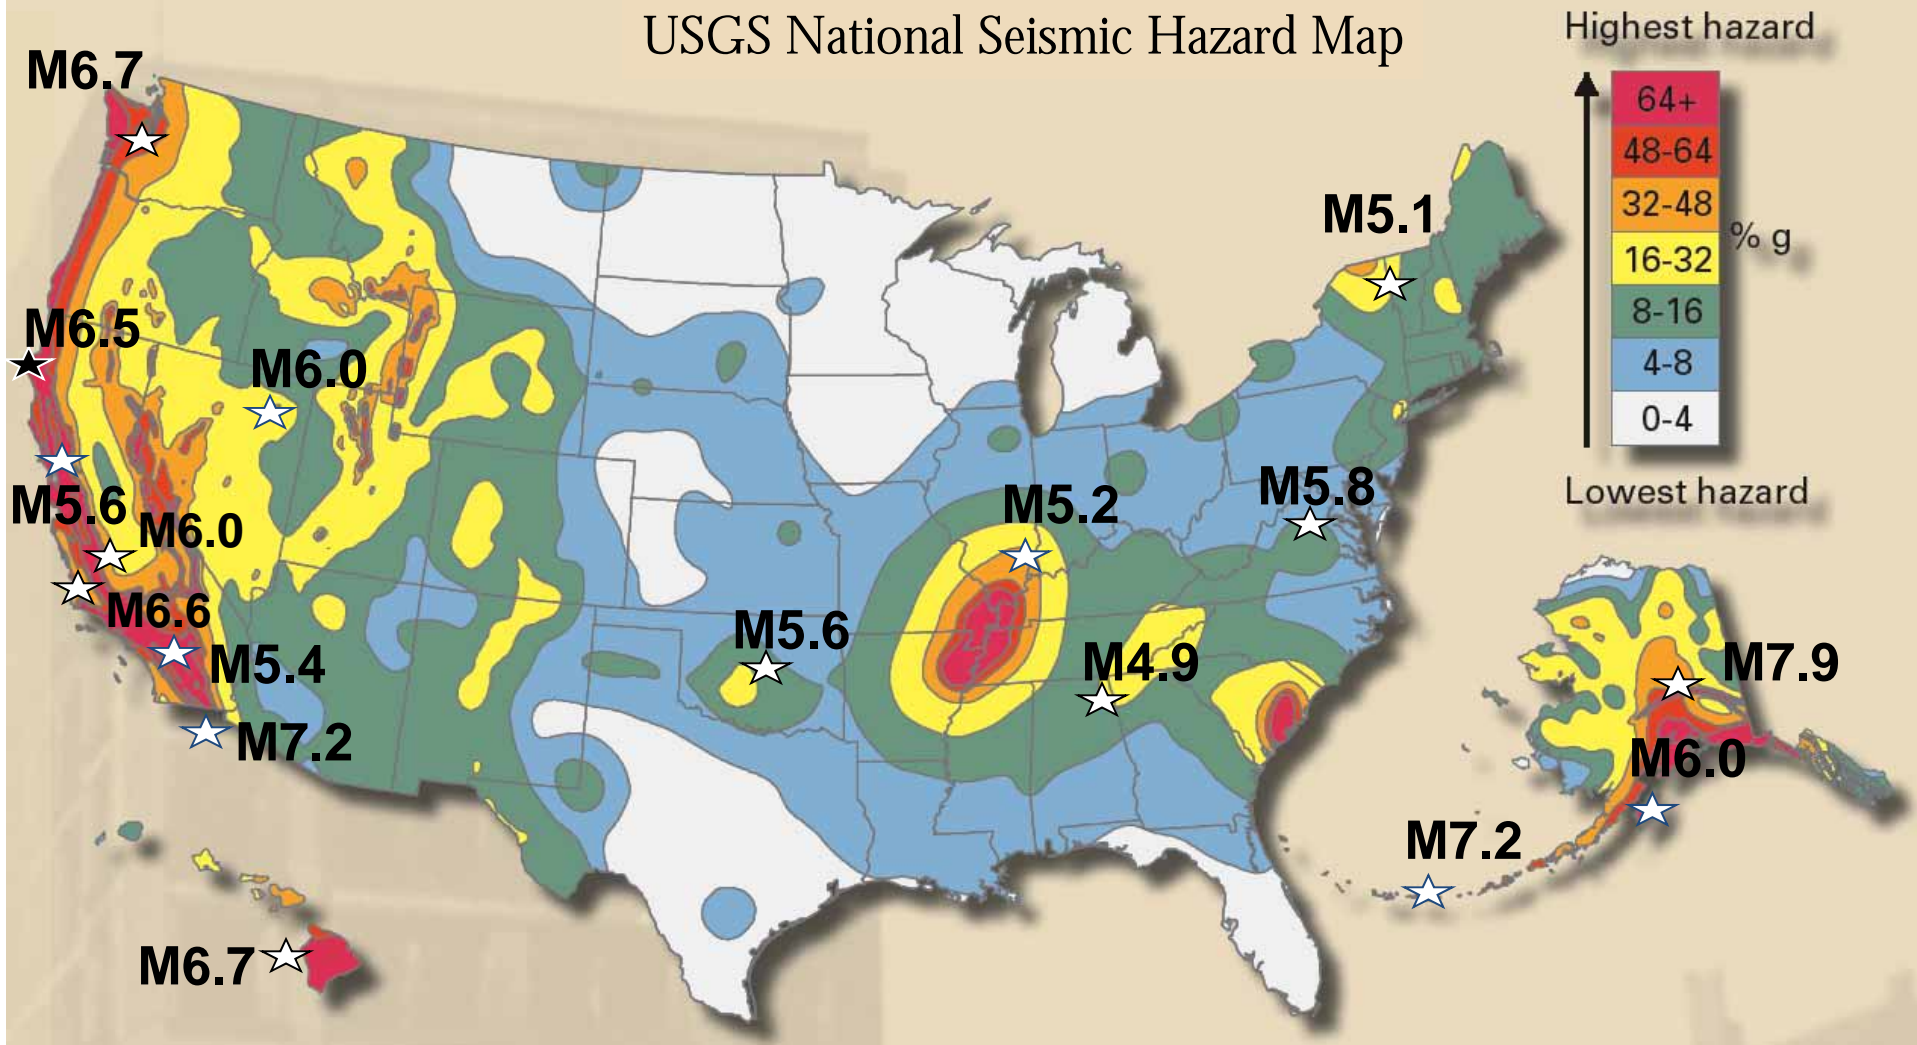 USGS National Seismic Hazard Map
Highest hazard
64+
48-64
32-48
% g
16-32
8-16
4-8
0-4
Lowest hazard
M6.7
M5.1
M6.5
M6.0
M5.6
M6.0
M5.2
M5.8
M6.6
M5.6
M5.4
M4.9
M7.9
M7.2
M6.0
M7.2
M6.7